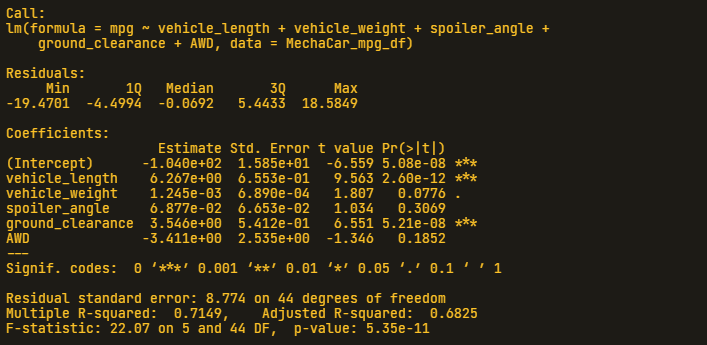 Call:
lm(formula = mpg ~ vehicle_length + vehicle_weight + spoiler_angle +
    ground_clearance + AWD, data = MechaCar_mpg_df)

Residuals:
     Min       1Q   Median       3Q      Max
-19.4701  -4.4994  -0.0692   5.4433  18.5849

Coefficients:
                   Estimate Std. Error t value Pr(>|t|)
(Intercept)      -1.040e+02  1.585e+01  -6.559 5.08e-08 ***
vehicle_length    6.267e+00  6.553e-01   9.563 2.60e-12 ***
vehicle_weight    1.245e-03  6.890e-04   1.807   0.0776 .
spoiler_angle     6.877e-02  6.653e-02   1.034   0.3069
ground_clearance  3.546e+00  5.412e-01   6.551 5.21e-08 ***
AWD              -3.411e+00  2.535e+00  -1.346   0.1852
---
Signif. codes:  0 ‘***’ 0.001 ‘**’ 0.01 ‘*’ 0.05 ‘.’ 0.1 ‘ ’ 1

Residual standard error: 8.774 on 44 degrees of freedom
Multiple R-squared:  0.7149,    Adjusted R-squared:  0.6825
F-statistic: 22.07 on 5 and 44 DF,  p-value: 5.35e-11